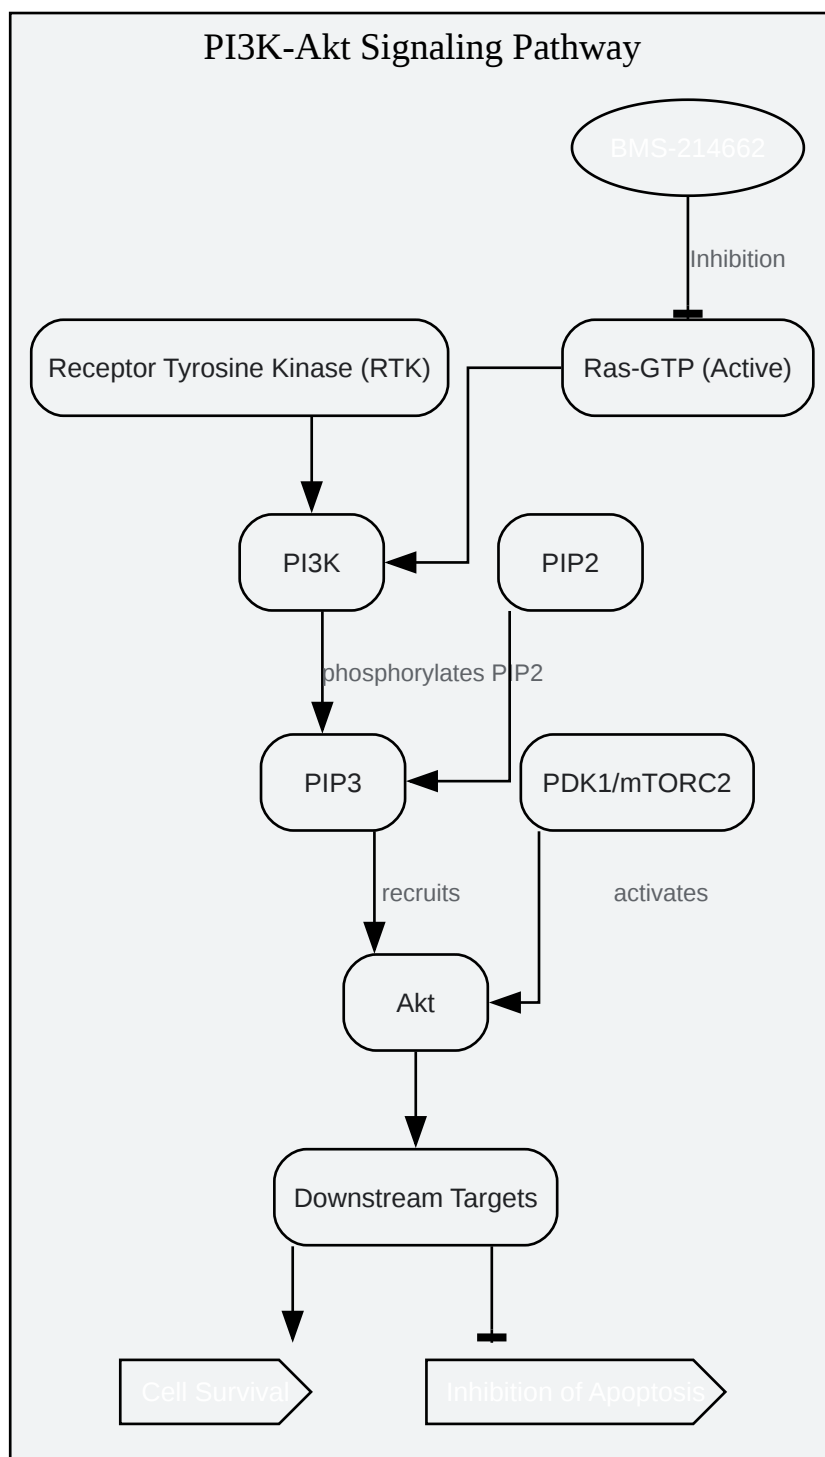 PI3K-Akt Signaling Pathway
BMS-214662
Inhibition
Receptor Tyrosine Kinase (RTK)
Ras-GTP (Active)
PI3K
PIP2
phosphorylates PIP2
PIP3
PDK1/mTORC2
recruits
activates
Akt
Downstream Targets
Cell Survival
Inhibition of Apoptosis